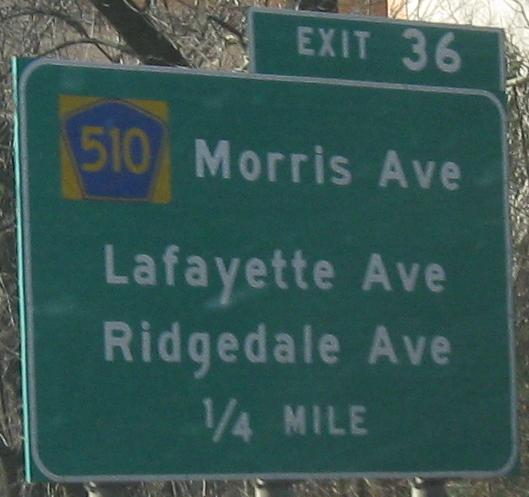 EXIT 36
510 Morris Ave
Lafayette Ave
Ridgedale Ave
1/4 MILE